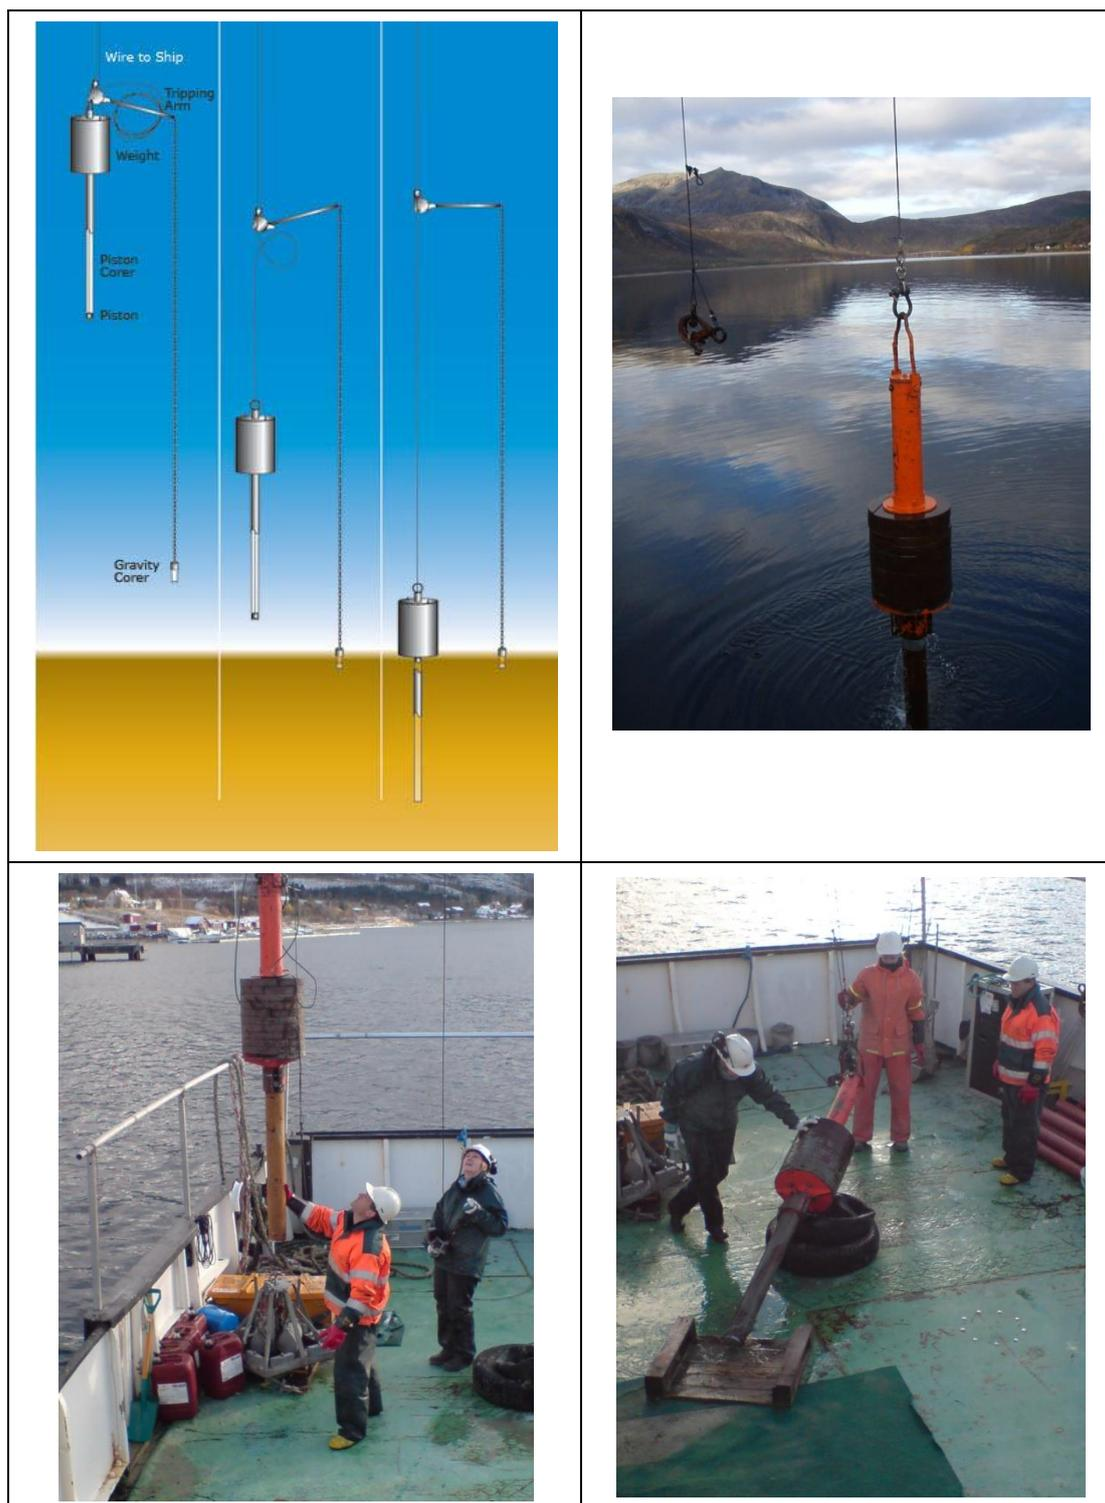 Wire to Ship
Tripping
Arm
Weight
Piston
Corer
Piston
Gravity
Corer